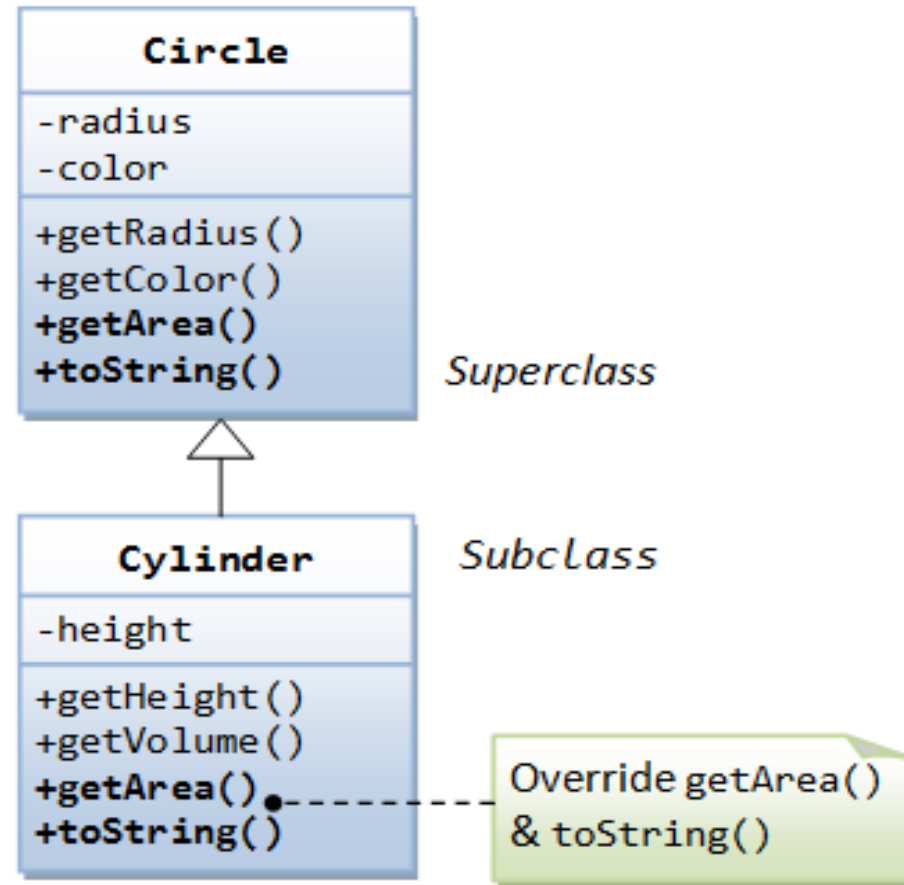 Circle
-radius
-color
+getRadius()
+getColor()
+getArea()
+toString()
Superclass
Cylinder
Subclass
-height
+getHeight()
+getVolume()
+getArea()
+toString()
Override getArea()
& toString()